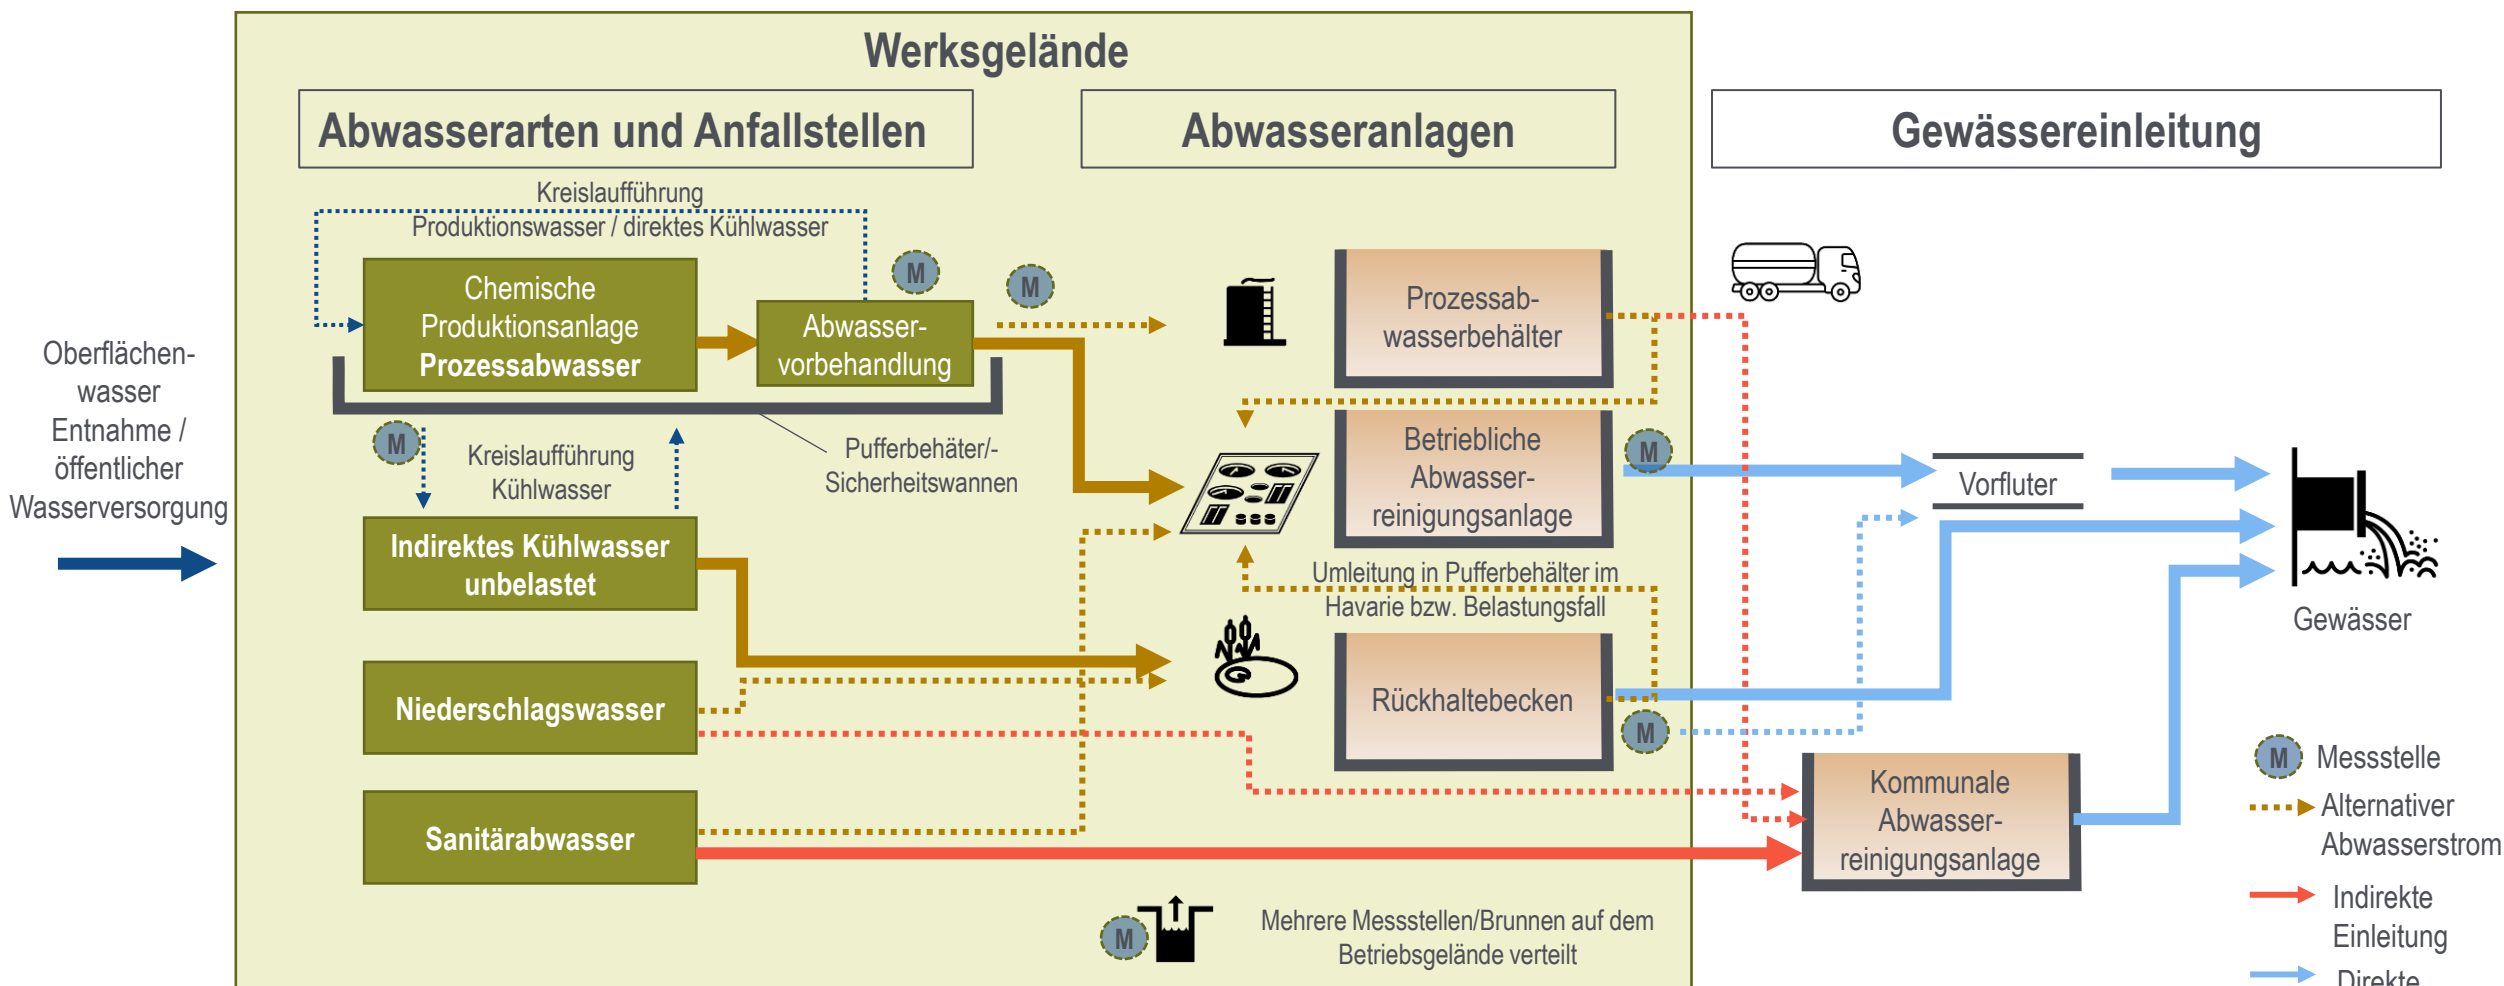 Werksgelände
Abwasserarten und Anfallstellen
Abwasseranlagen
Gewässereinleitung
Kreislaufführung
Produktionswasser / direktes Kühlwasser
M
M
Chemische
Produktionsanlage
Prozessabwasser
Abwasser-
vorbehandlung
Prozessab-
wasserbehälter
Oberflächen-
wasser
Entnahme /
öffentlicher
Wasserversorgung
M
Kreislaufführung
Kühlwasser
Pufferbehäter/-
Sicherheitswannen
Betriebliche
Abwasser-
reinigungsanlage
M
Vorfluter
Indirektes Kühlwasser
unbelastet
Umleitung in Pufferbehälter im
Havarie bzw. Belastungsfall
Gewässer
Niederschlagswasser
Rückhaltebecken
M
Sanitärabwasser
Kommunale
Abwasser-
reinigungsanlage
M
Mehrere Messstellen/Brunnen auf dem
Betriebsgelände verteilt
M Messstelle
Alternativer
Abwasserstrom
Indirekte
Einleitung
Direkte